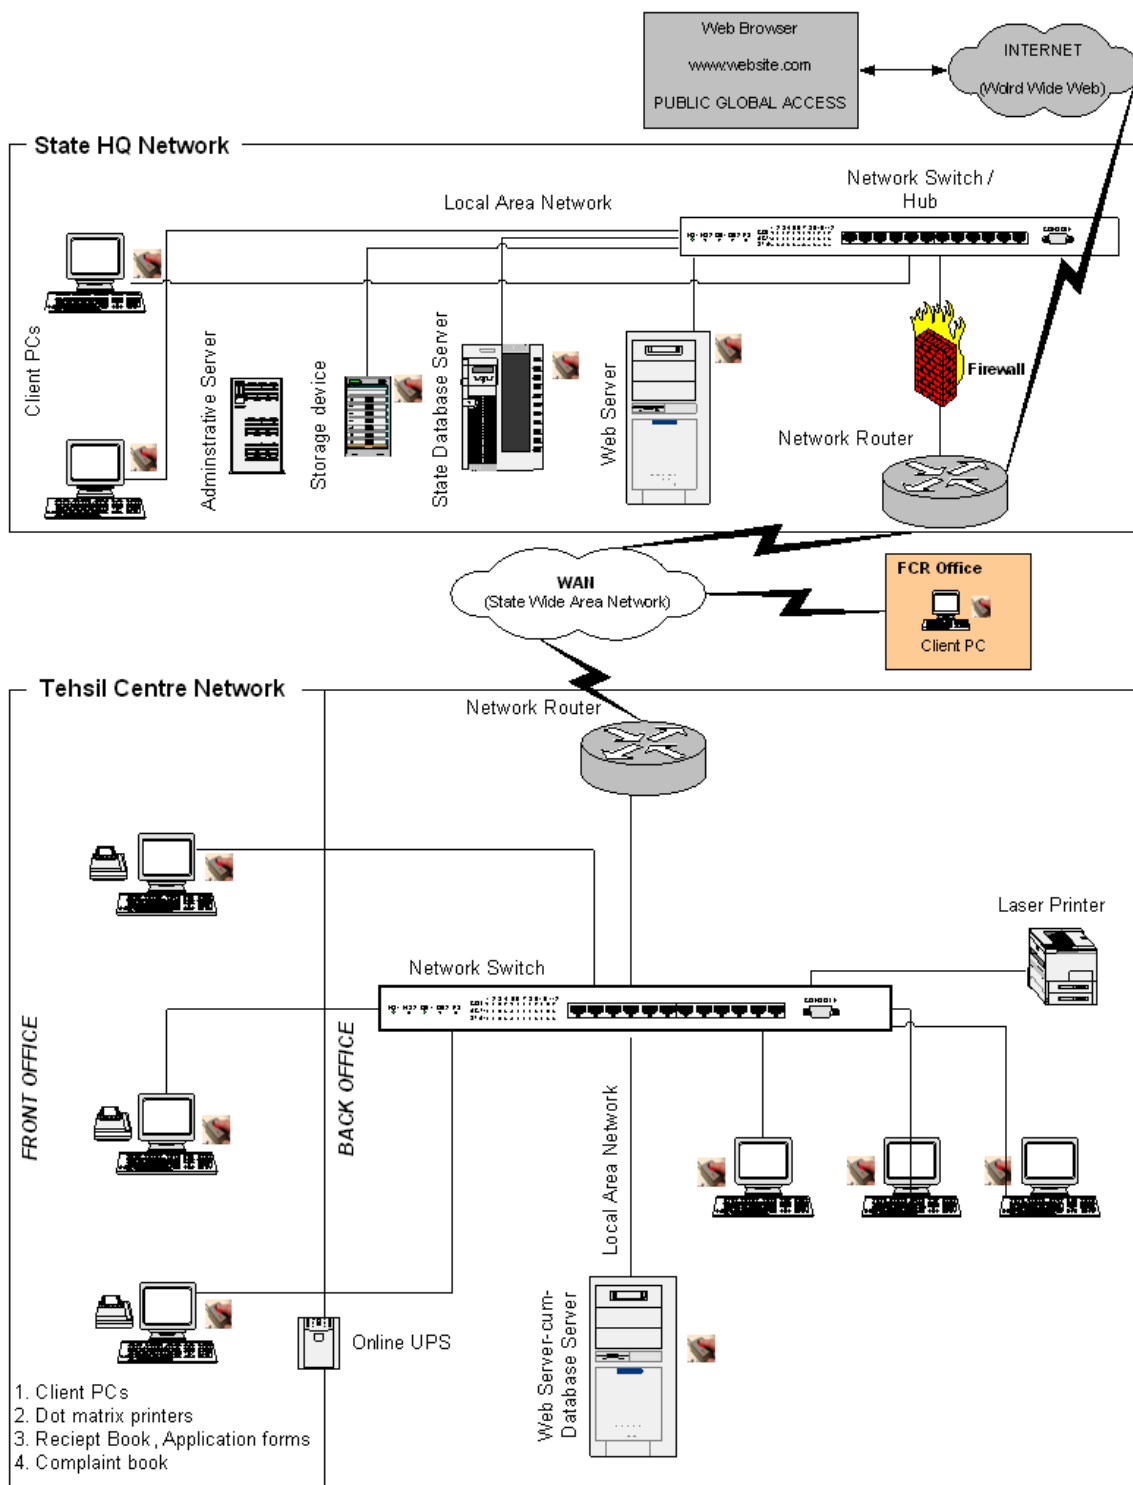 Web Browser
www.website.com
PUBLIC GLOBAL ACCESS
INTERNET
(Wolrd Wide Web)
State HQ Network
Local Area Network
Network Switch /
Hub
Client PCs
Adminstrative Server
Storage device
State Database Server
Web Server
Firewall
Network Router
WAN
(State Wide Area Network)
FCR Office
Client PC
Tehsil Centre Network
Network Router
Laser Printer
Network Switch
FRONT OFFICE
BACK OFFICE
Local Area Network
Online UPS
Web Server-cum-
Database Server
1. Client PCs
2. Dot matrix printers
3. Reciept Book, Application forms
4. Complaint book